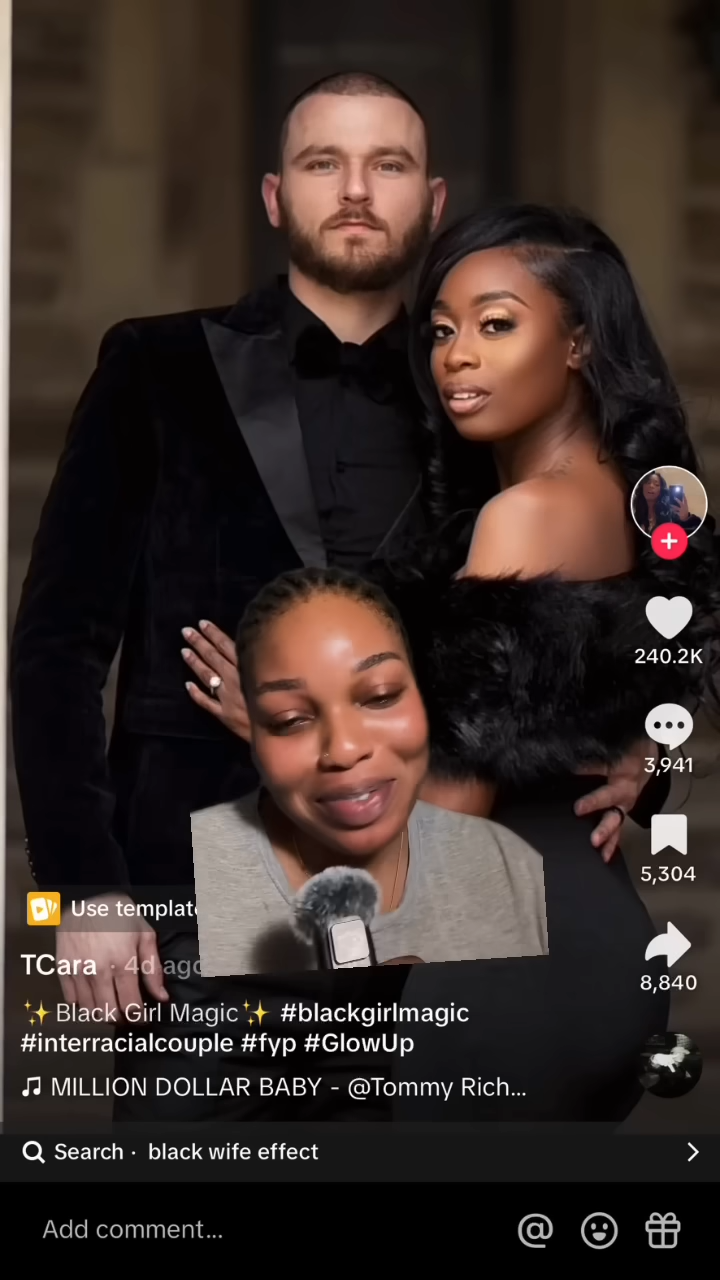 240.2K
3,941
5,304
8,840
Use templat
TCara · 4d ago
✨Black Girl Magic✨ #blackgirlmagic
#interracialcouple #fyp #GlowUp
MILLION DOLLAR BABY - @Tommy Rich...
Search · black wife effect
Add comment...